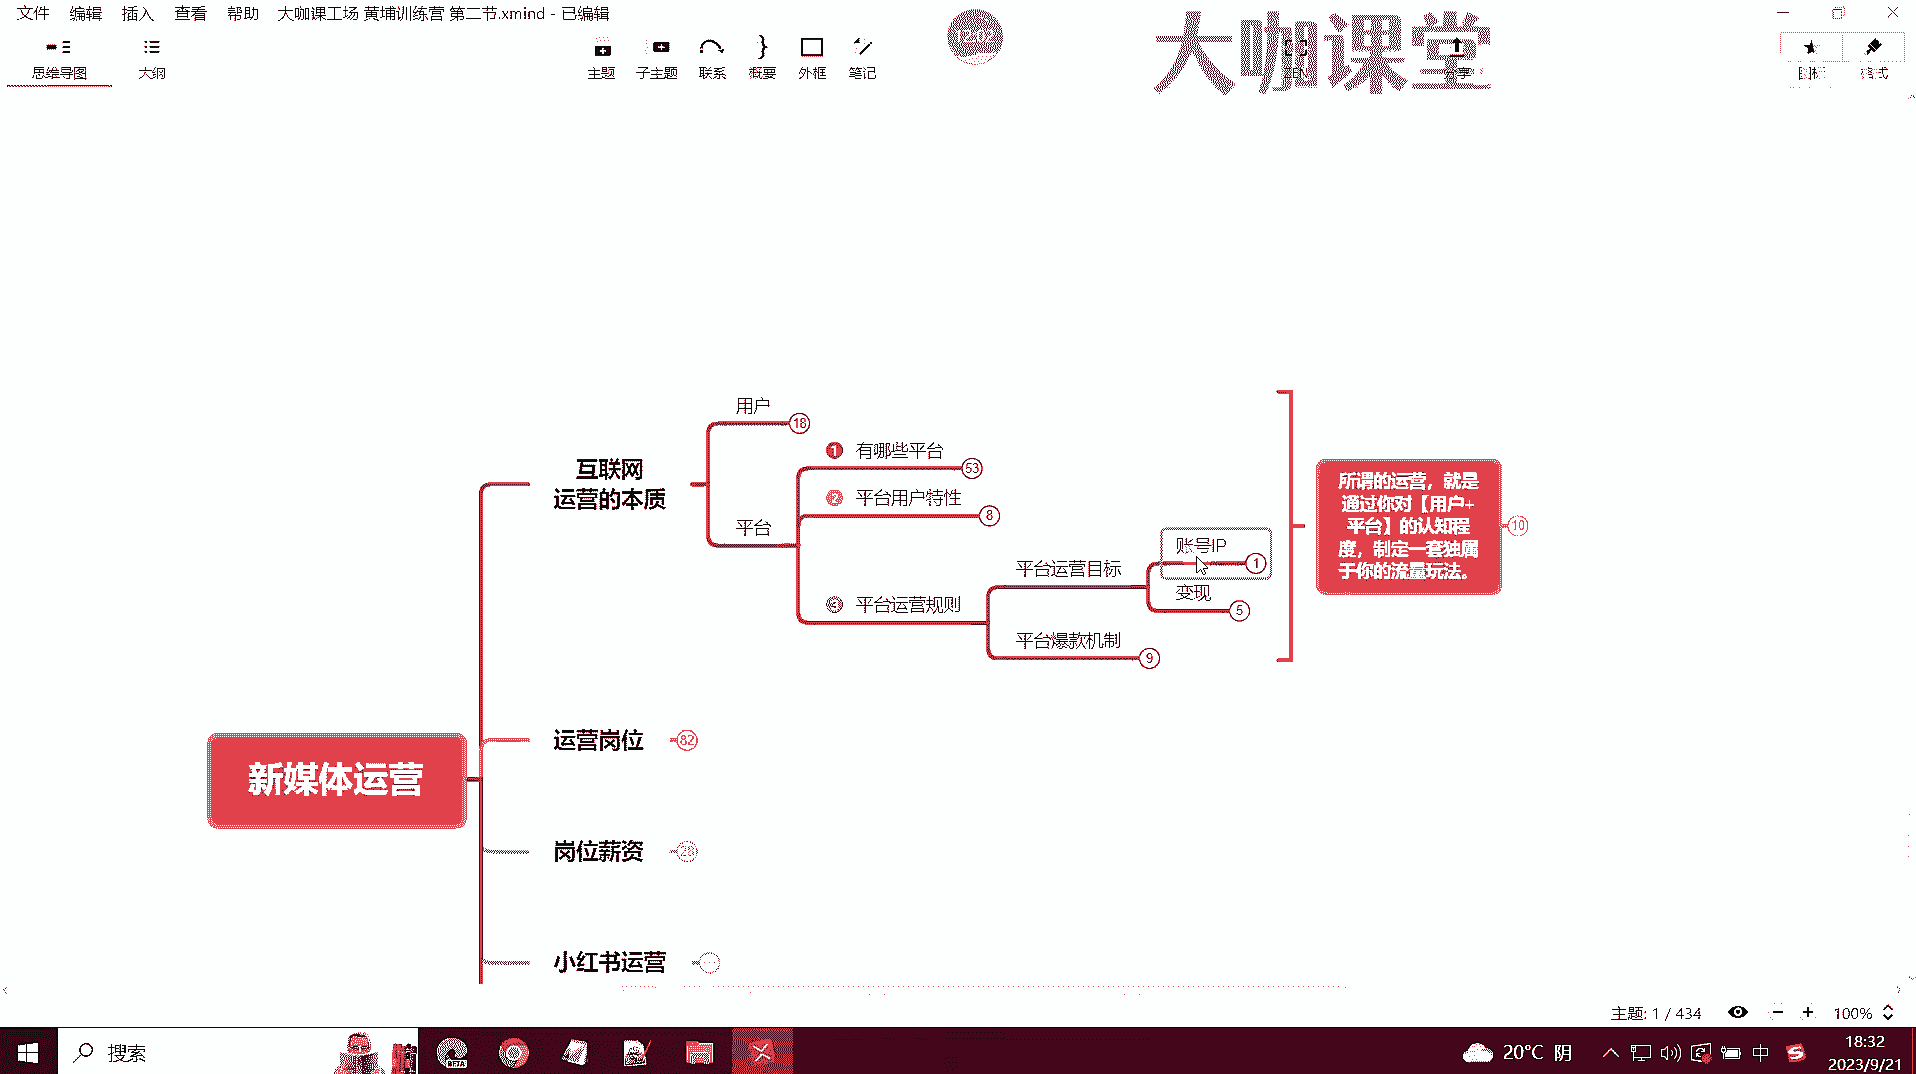 文件 编辑 插入 查看 帮助 大咖课工场 黄埔训练营 第二节.xmind - 已编辑
思维导图 大纲 主题 子主题 联系 概要 外框 笔记 ZEN 分享 图标 格式
大咖课堂
用户 18
1 有哪些平台 53
2 平台用户特性 8
平台
3 平台运营规则
平台运营目标
账号IP 1
变现 5
平台爆款机制 9
互联网
运营的本质
所谓的运营，就是
通过你对【用户+
平台】的认知程
度，制定一套独属
于你的流量玩法。
10
新媒体运营
运营岗位 82
岗位薪资 28
小红书运营
主题: 1 / 434 100%
搜索
BETA
20°C 阴
中
18:32
2023/9/21